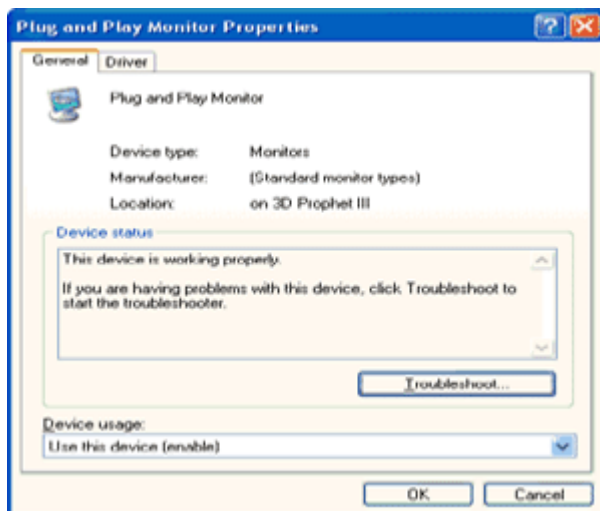 Plug and Play Monitor Properties
General Driver
Plug and Play Monitor
Device type: Monitors
Manufacturer: (Standard monitor types)
Location: on 3D Prophet III
Device status
This device is working properly.
If you are having problems with this device, click Troubleshoot to
start the troubleshooter.
Troubleshoot...
Device usage:
Use this device (enable)
OK Cancel